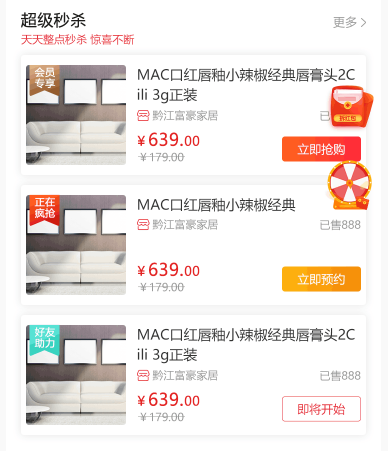 超级秒杀
更多
天天整点秒杀 惊喜不断
会员
专享
MAC口红唇釉小辣椒经典唇膏头2C
ili 3g正装
黔江富豪家居
已
¥639.00
¥179.00
拆红包
立即抢购
正在
疯抢
MAC口红唇釉小辣椒经典
黔江富豪家居
已售888
¥639.00
¥179.00
立即预约
好友
助力
MAC口红唇釉小辣椒经典唇膏头2C
ili 3g正装
黔江富豪家居
已售888
¥639.00
¥179.00
即将开始